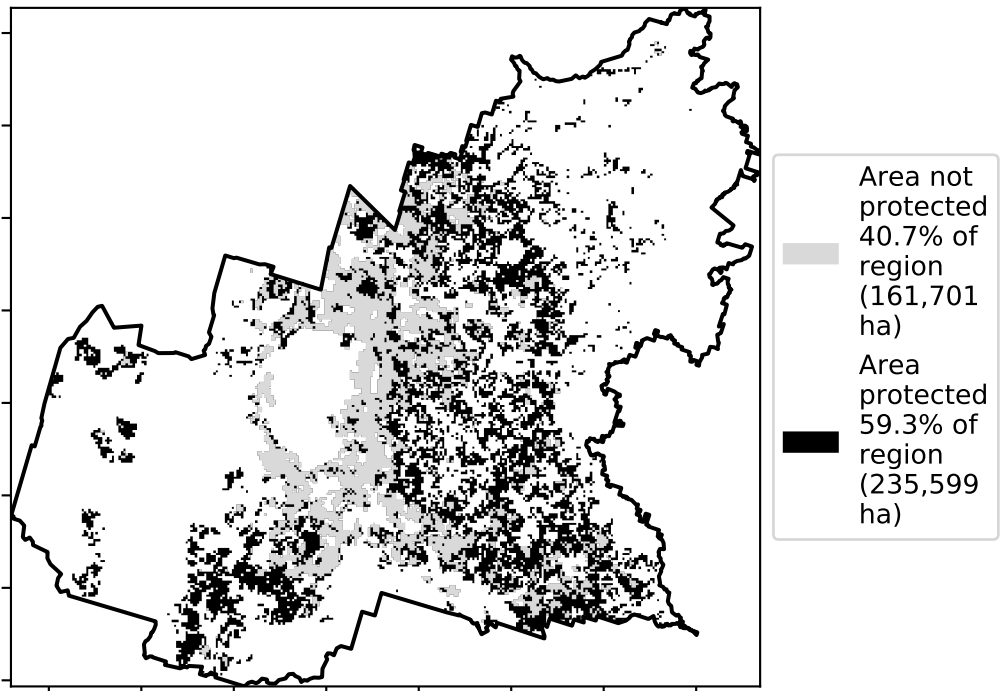 Area not
protected
40.7% of
region
(161,701
ha)
Area
protected
59.3% of
region
(235,599
ha)